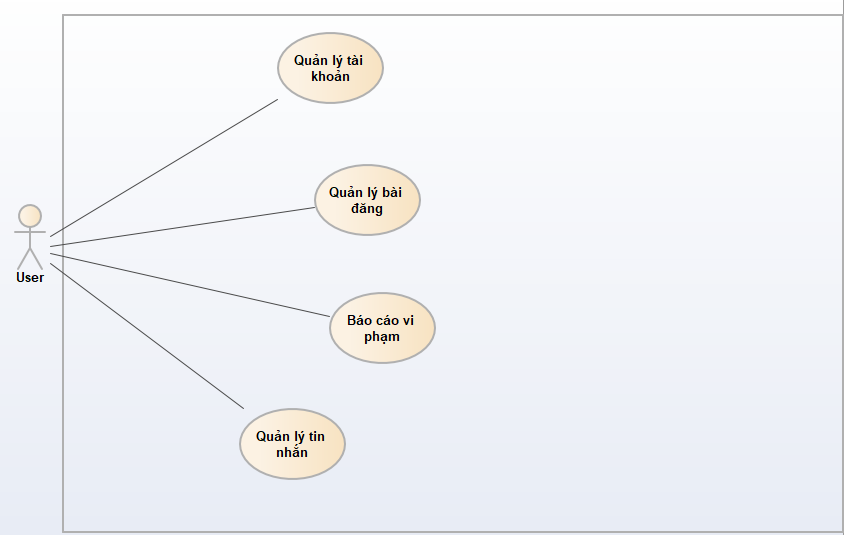 Quản lý tài
khoản
Quản lý bài
đăng
User
Báo cáo vi
phạm
Quản lý tin
nhắn